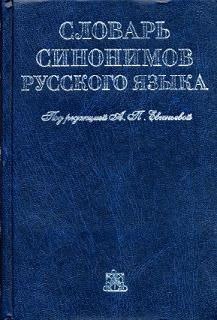 СЛОВАРЬ
СИНОНИМОВ
РУССКОГО ЯЗЫКА
Под редакцией А. П. Евгеньевой